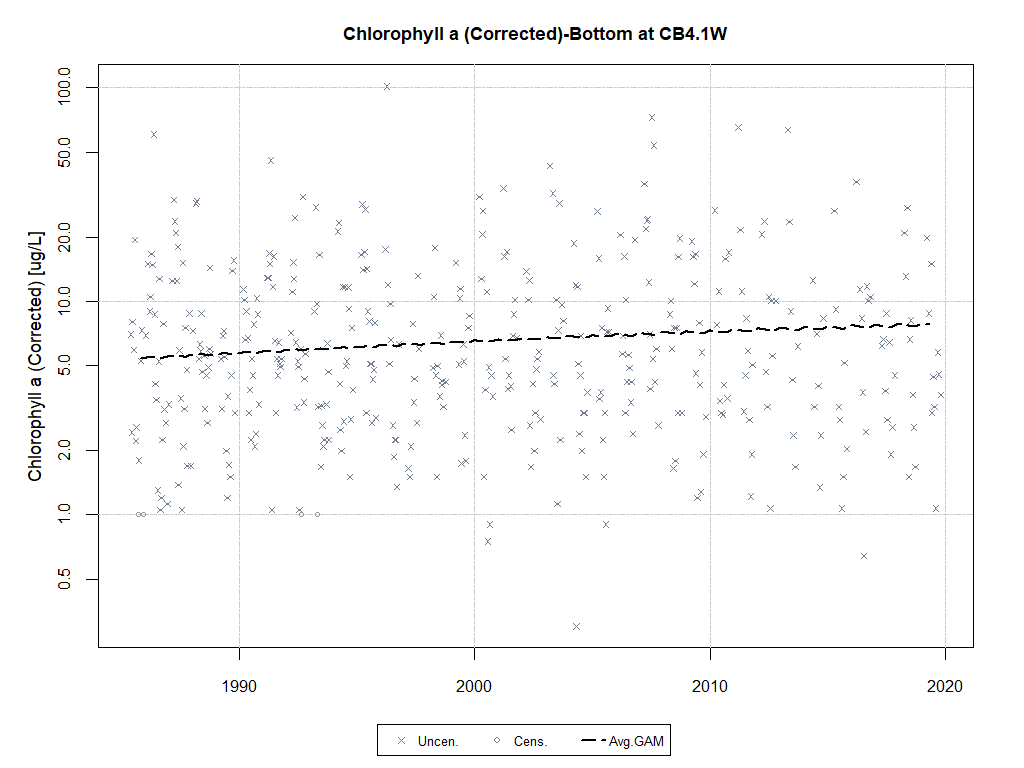 Chlorophyll a (Corrected)-Bottom at CB4.1W
Chlorophyll a (Corrected) [ug/L]
100.0
50.0
20.0
10.0
5.0
2.0
1.0
0.5
1990 2000 2010 2020
Uncen. Cens. Avg.GAM